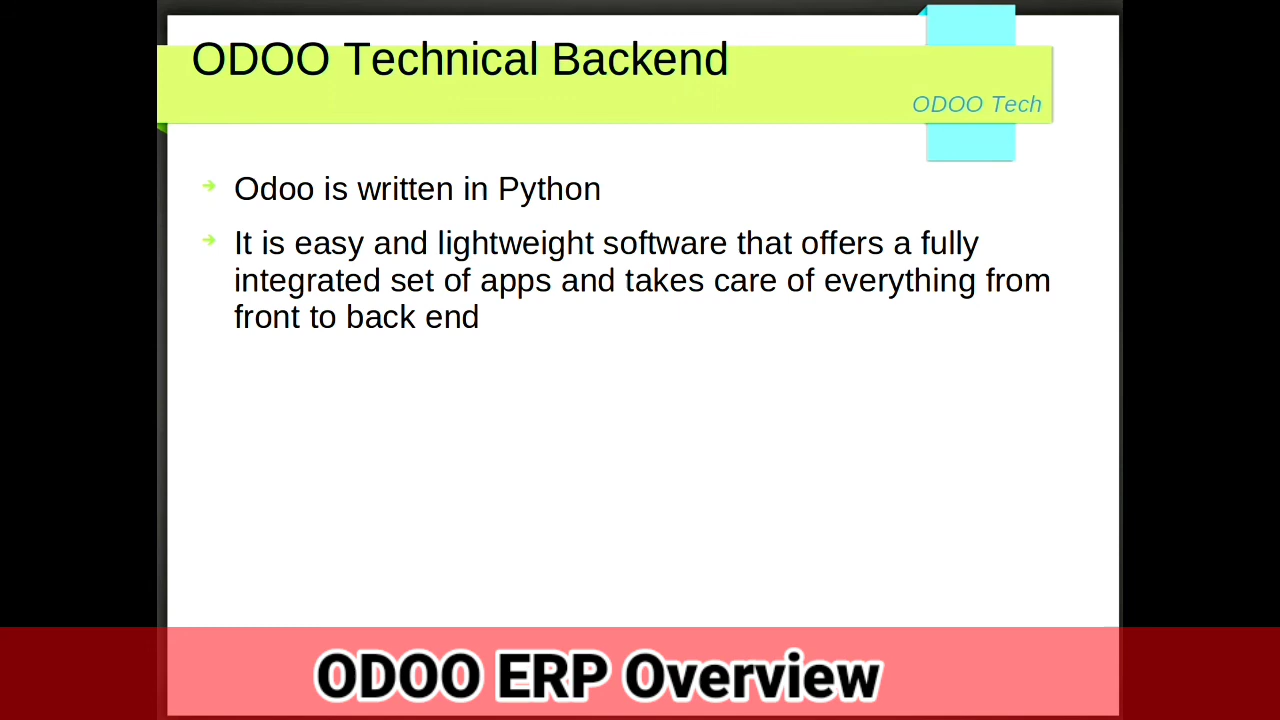 ODOO Technical Backend
ODOO Tech
Odoo is written in Python
It is easy and lightweight software that offers a fully
integrated set of apps and takes care of everything from
front to back end
ODOO ERP Overview